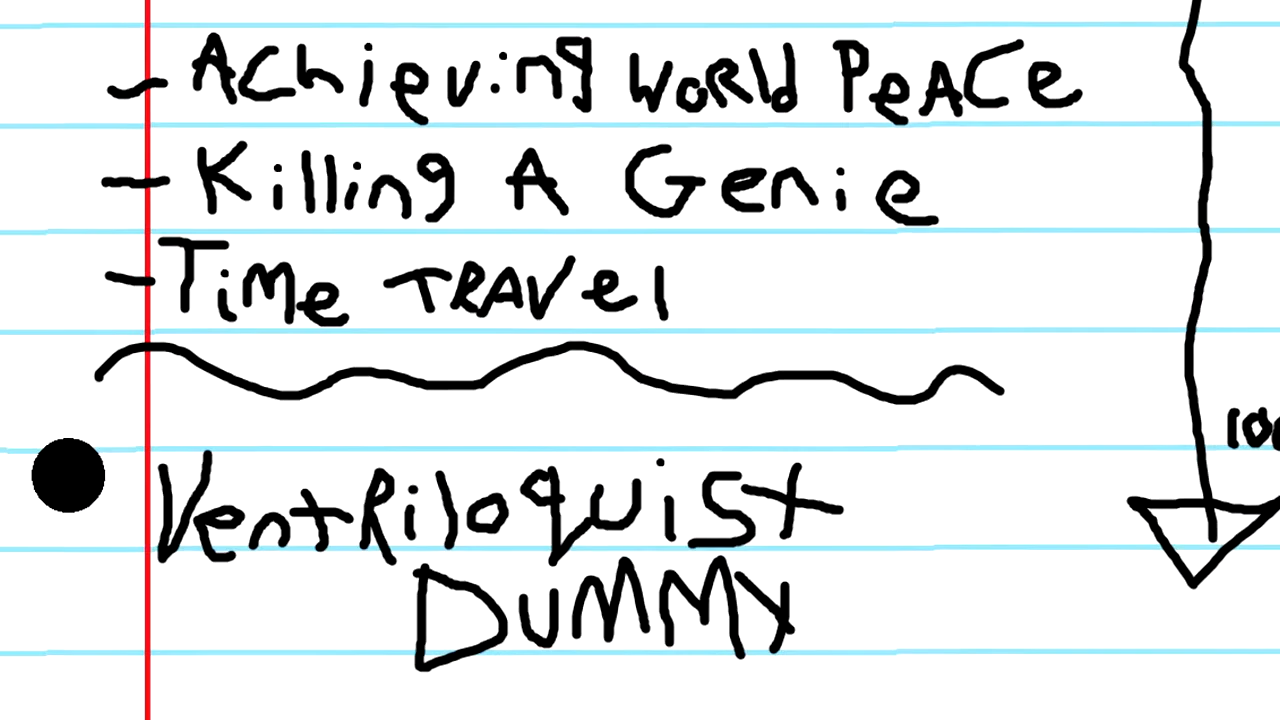 - Achieving World Peace
- Killing A Genie
- Time Travel
Ventriloquist
Dummy